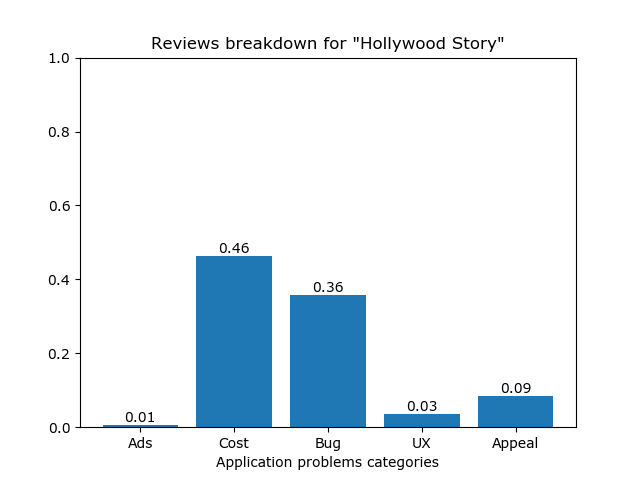 Reviews breakdown for "Hollywood Story"
1.0
0.8
0.6
0.4
0.2
0.0
0.01
0.46
0.36
0.03
0.09
Ads
Cost
Bug
UX
Appeal
Application problems categories